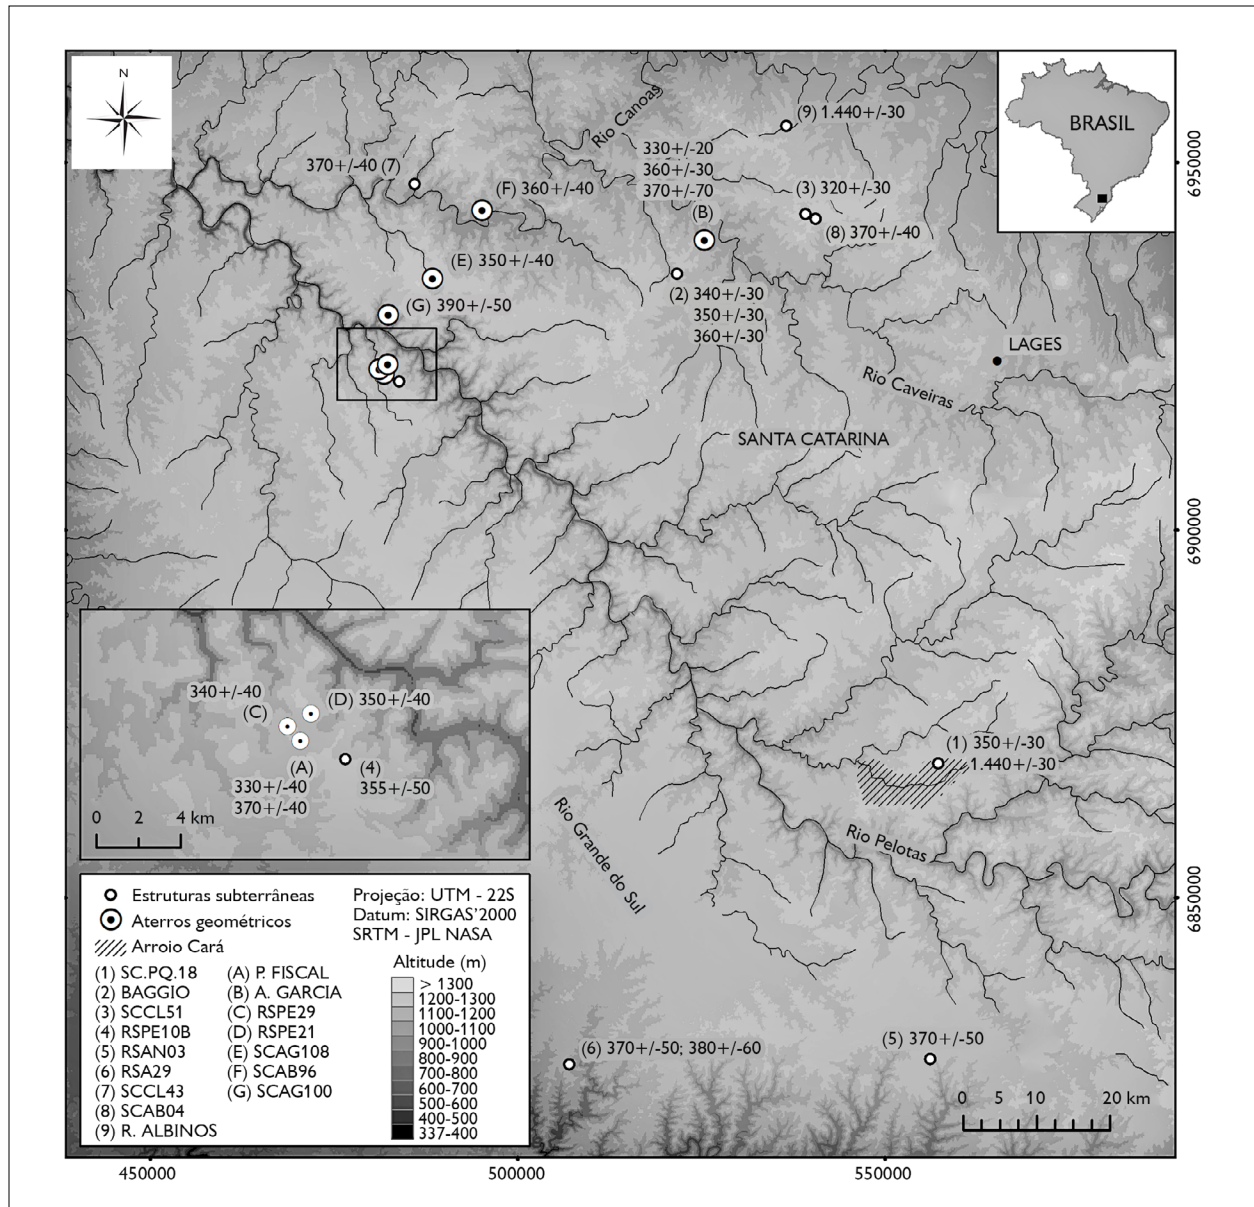 N
BRASIL
Rio Canoas
(9) 1.440+/-30
330+/-20
360+/-30
370+/-70
(B)
370+/-40 (7)
(F) 360+/-40
(3) 320+/-30
(8) 370+/-40
(E) 350+/-40
(2) 340+/-30
350+/-30
360+/-30
(G) 390+/-50
LAGES
Rio Caveiras
SANTA CATARINA
6950000
6900000
6850000
340+/-40
(C)
(D) 350+/-40
(A)
330+/-40
370+/-40
(4)
355+/-50
0 2 4 km
(1) 350+/-30
1.440+/-30
Rio Grande do Sul
Rio Pelotas
Estruturas subterrâneas
Aterros geométricos
Arroio Cará
Projeção: UTM - 22S
Datum: SIRGAS'2000
SRTM - JPL NASA
(1) SC.PQ.18
(2) BAGGIO
(3) SCCL51
(4) RSPE10B
(5) RSAN03
(6) RSA29
(7) SCCL43
(8) SCAB04
(9) R. ALBINOS
(A) P. FISCAL
(B) A. GARCIA
(C) RSPE29
(D) RSPE21
(E) SCAG108
(F) SCAB96
(G) SCAG100
Altitude (m)
> 1300
1200-1300
1100-1200
1000-1100
900-1000
800-900
700-800
600-700
500-600
400-500
337-400
(6) 370+/-50; 380+/-60
(5) 370+/-50
0 5 10 20 km
450000 500000 550000